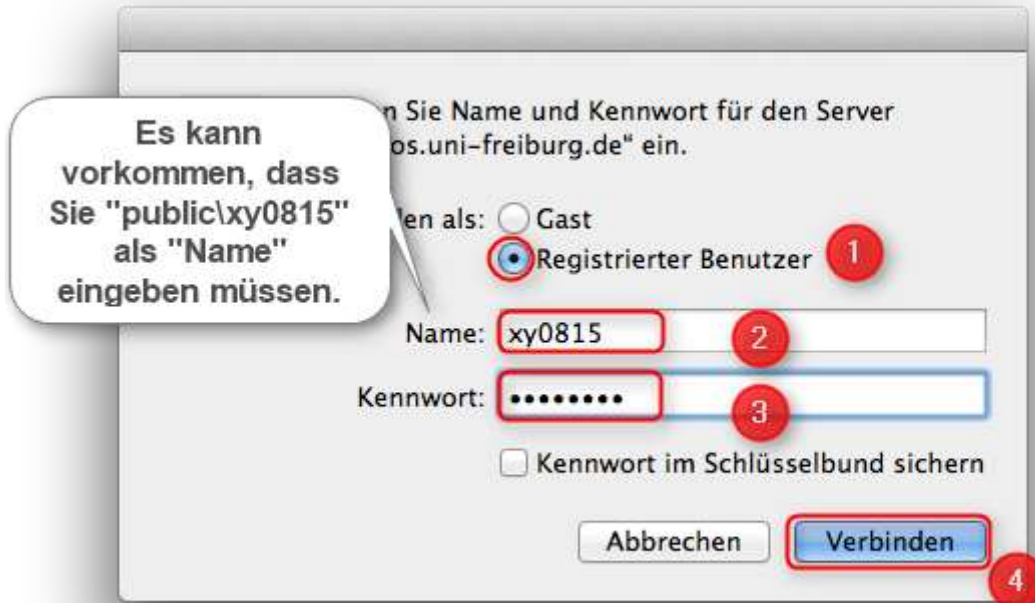 n Sie Name und Kennwort für den Server
os.uni-freiburg.de" ein.
Es kann
vorkommen, dass
Sie "public\xy0815"
als "Name"
eingeben müssen.
en als: Gast
Registrierter Benutzer 1
Name: xy0815 2
Kennwort: •••••••• 3
Kennwort im Schlüsselbund sichern
Abbrechen Verbinden
4